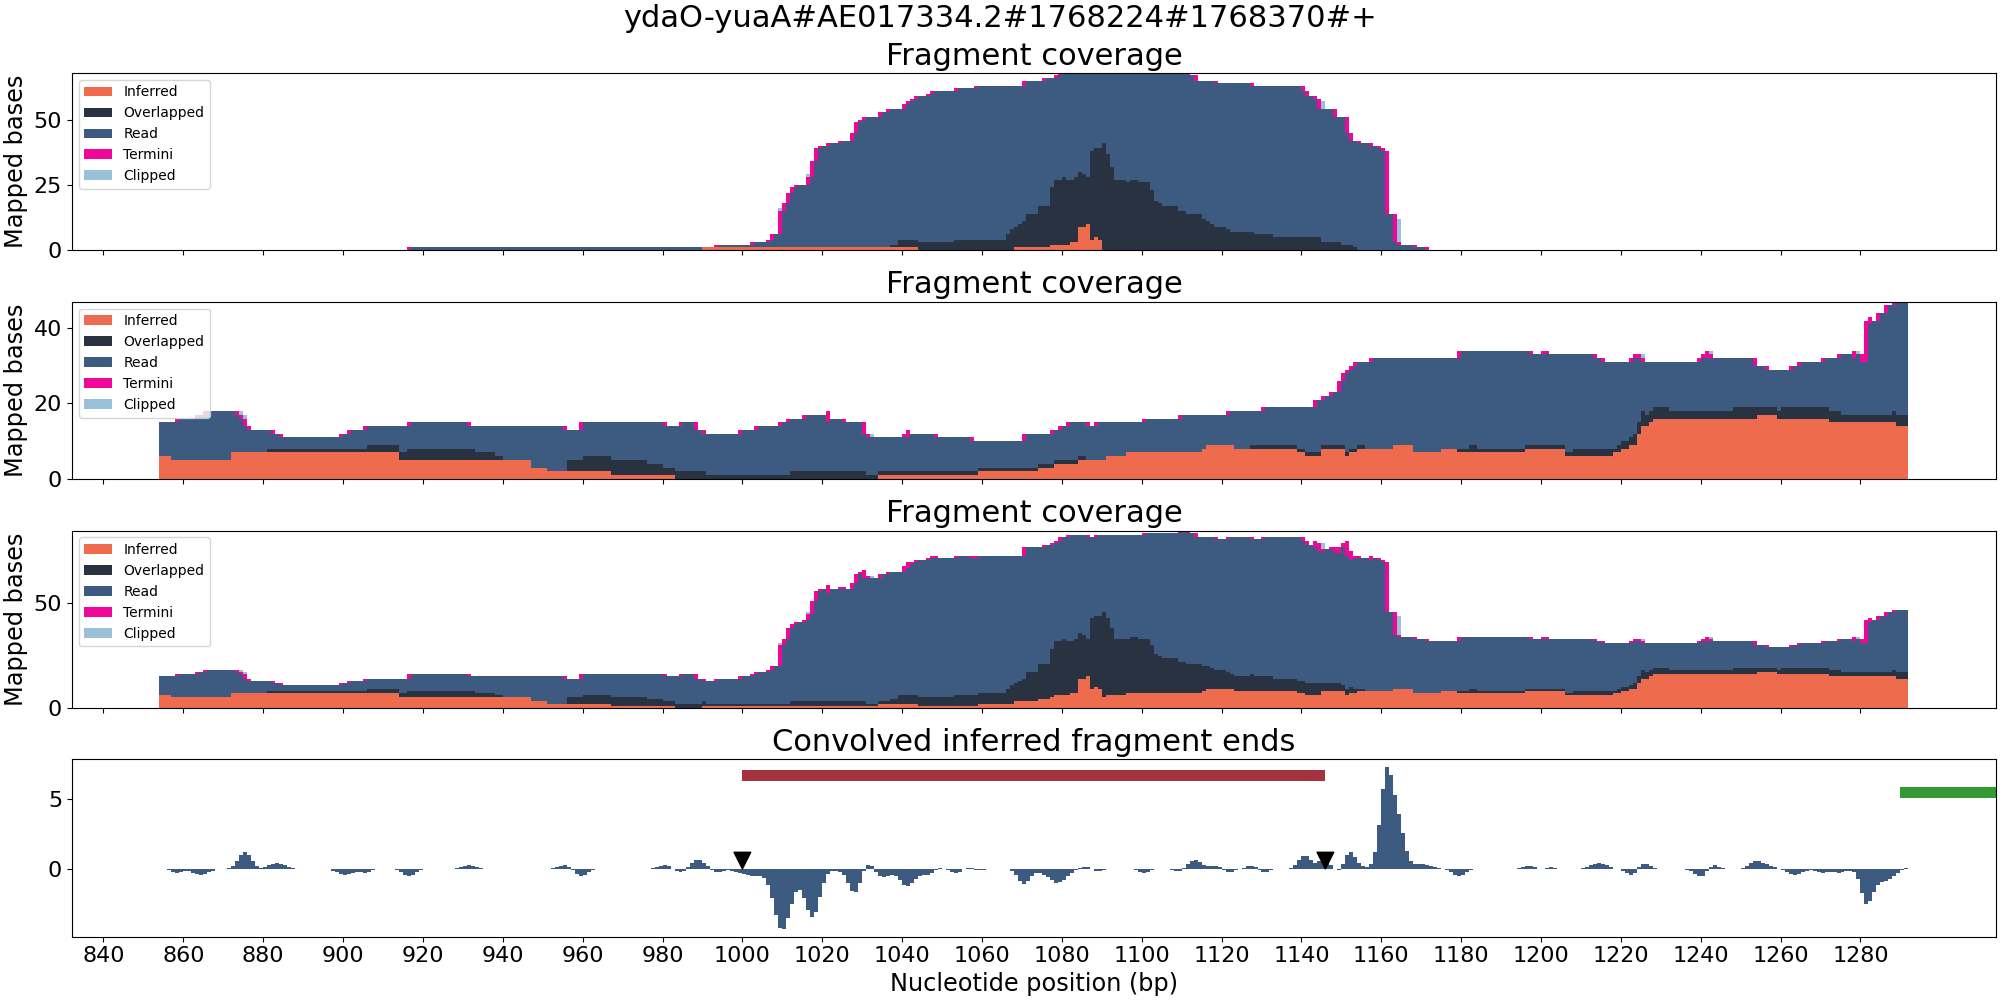 ydaO-yuaA#AE017334.2#1768224#1768370#+
Fragment coverage
Mapped bases
50
25
0
Inferred
Overlapped
Read
Termini
Clipped
Fragment coverage
Mapped bases
40
20
0
Inferred
Overlapped
Read
Termini
Clipped
Fragment coverage
Mapped bases
50
0
Inferred
Overlapped
Read
Termini
Clipped
Convolved inferred fragment ends
5
0
840 860 880 900 920 940 960 980 1000 1020 1040 1060 1080 1100 1120 1140 1160 1180 1200 1220 1240 1260 1280
Nucleotide position (bp)